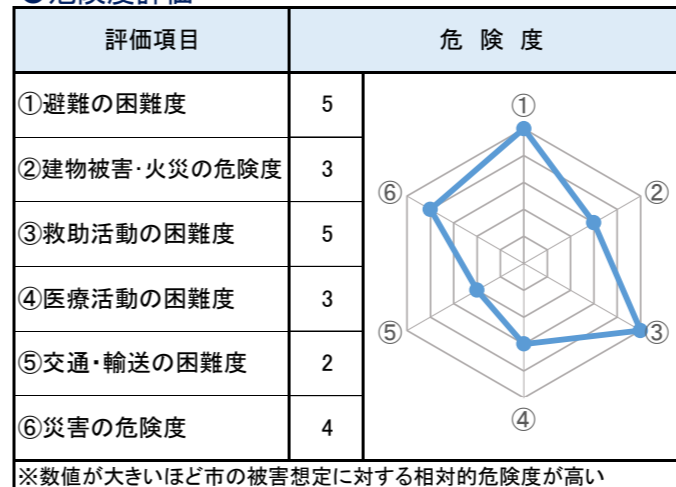 ●危険度評価
評価項目 危 険 度
①避難の困難度 5
②建物被害・火災の危険度 3
③救助活動の困難度 5
④医療活動の困難度 3
⑤交通・輸送の困難度 2
⑥災害の危険度 4
①
⑥ ②
⑤ ③
④
※数値が大きいほど市の被害想定に対する相対的危険度が高い